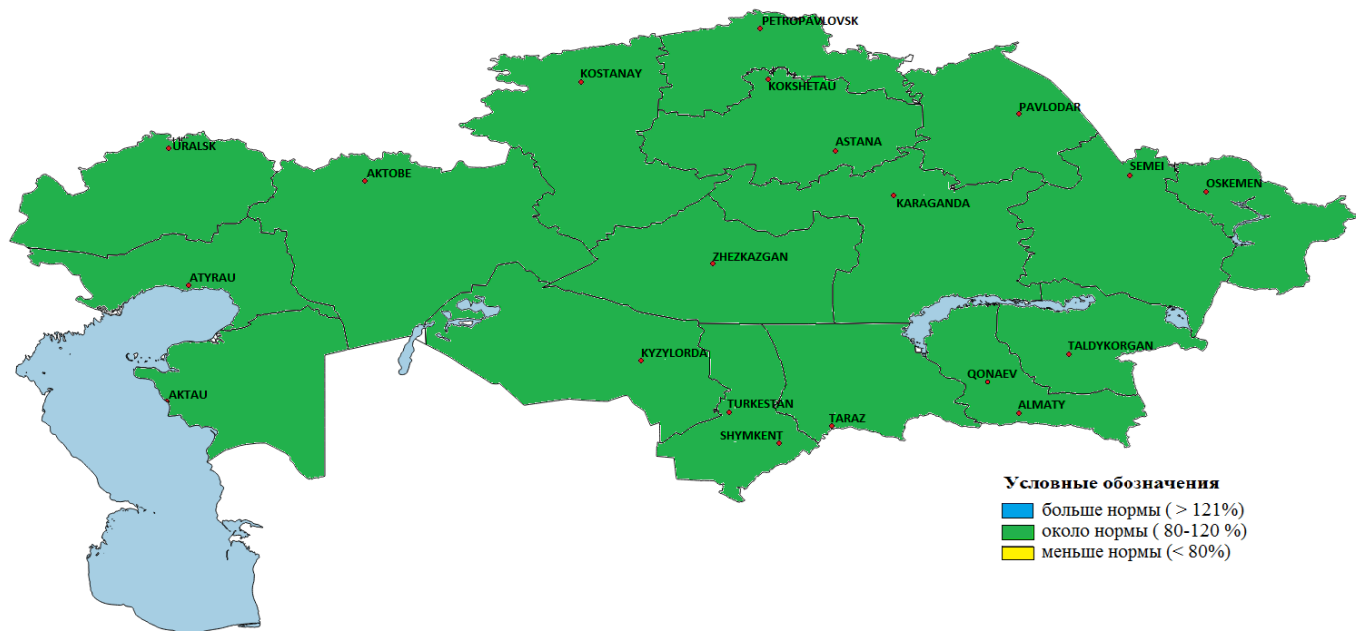 PETROPAVLOVSK
KOSTANAY
KOKSHETAU
PAVLODAR
URALSK
ASTANA
AKTOBE
SEMEI
OSKEMEN
KARAGANDA
ZHEZKAZGAN
ATYRAU
KYZYLORDA
TALDYKORGAN
QONAEV
AKTAU
TURKESTAN
ALMATY
TARAZ
SHYMKENT
Условные обозначения
больше нормы ( > 121%)
около нормы ( 80-120 %)
меньше нормы (< 80%)